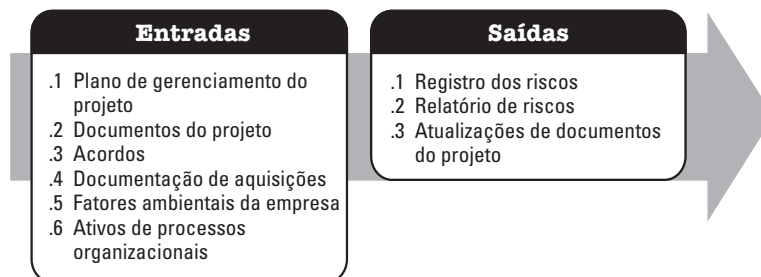 Entradas
.1 Plano de gerenciamento do
projeto
.2 Documentos do projeto
.3 Acordos
.4 Documentação de aquisições
.5 Fatores ambientais da empresa
.6 Ativos de processos
organizacionais
Saídas
.1 Registro dos riscos
.2 Relatório de riscos
.3 Atualizações de documentos
do projeto